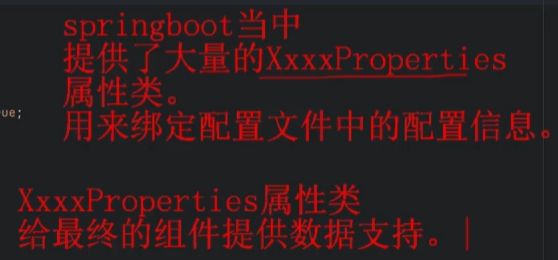 springboot当中
提供了大量的XxxxProperties
属性类。
ue;
用来绑定配置文件中的配置信息。
XxxxProperties属性类
给最终的组件提供数据支持。